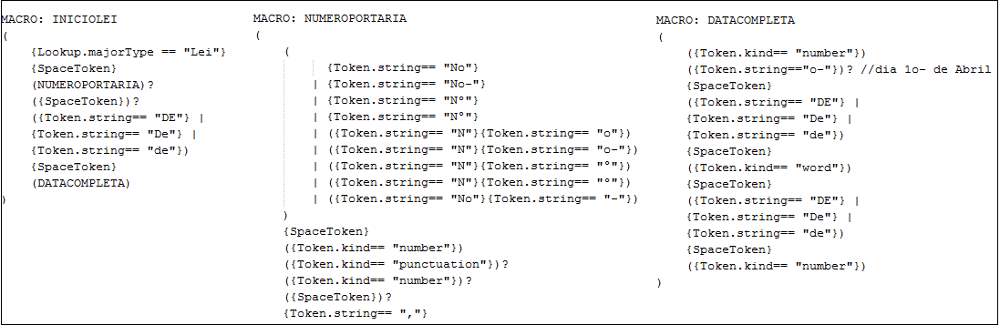 MACRO: INICIOLEI
(
{Lookup.majorType == "Lei"}
{SpaceToken}
(NUMEROPORTARIA)?
({SpaceToken})?
({Token.string== "DE"} |
{Token.string== "De"} |
{Token.string== "de"})
{SpaceToken}
(DATACOMPLETA)
)
MACRO: NUMEROPORTARIA
(
(
{Token.string== "No"}
| {Token.string== "No-"}
| {Token.string== "Nº"}
| {Token.string== "N°"}
| ({Token.string== "N"}{Token.string== "o"})
| ({Token.string== "N"}{Token.string== "o-"})
| ({Token.string== "N"}{Token.string== "°"})
| ({Token.string== "N"}{Token.string== "º"})
| ({Token.string== "No"}{Token.string== "-"})
)
{SpaceToken}
({Token.kind== "number"})
({Token.kind== "punctuation"})?
({Token.kind== "number"})?
({SpaceToken})?
{Token.string== ","}
MACRO: DATACOMPLETA
(
({Token.kind== "number"})
({Token.string=="o-"})? //dia 1o- de Abril
{SpaceToken}
({Token.string== "DE"} |
{Token.string== "De"} |
{Token.string== "de"})
{SpaceToken}
({Token.kind== "word"})
{SpaceToken}
({Token.string== "DE"} |
{Token.string== "De"} |
{Token.string== "de"})
{SpaceToken}
({Token.kind== "number"})
)